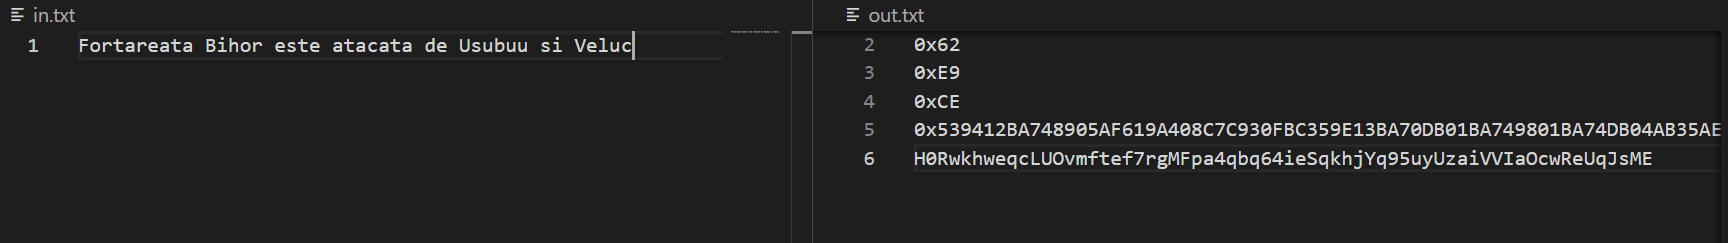 in.txt
1 Fortareata Bihor este atacata de Usubuu si Veluc
out.txt
2 0x62
3 0xE9
4 0xCE
5 0x539412BA748905AF619A408C7C930FBC359E13BA70DB01BA749801BA74DB04AB35AE
6 H0RwkhweqcLUOvmftef7rgMFpa4qbq64ieSqkhjYq95uyUzaiVVIaOcwReUqJsME